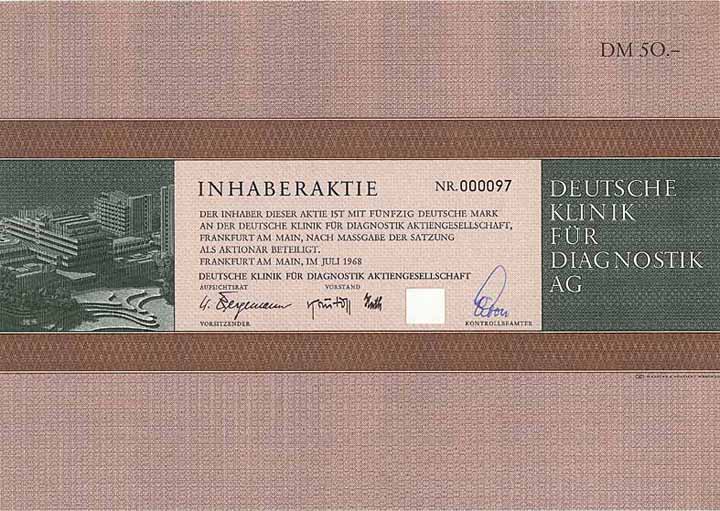 DM 50.–
INHABERAKTIE
NR. 000097
DER INHABER DIESER AKTIE IST MIT FÜNFZIG DEUTSCHE MARK
AN DER DEUTSCHE KLINIK FÜR DIAGNOSTIK AKTIENGESELLSCHAFT,
FRANKFURT AM MAIN, NACH MASSGABE DER SATZUNG
ALS AKTIONÄR BETEILIGT.
FRANKFURT AM MAIN, IM JULI 1968
DEUTSCHE KLINIK FÜR DIAGNOSTIK AKTIENGESELLSCHAFT
AUFSICHTSRAT
VORSTAND
VORSITZENDER
KONTROLLBEAMTER
DEUTSCHE
KLINIK
FÜR
DIAGNOSTIK
AG